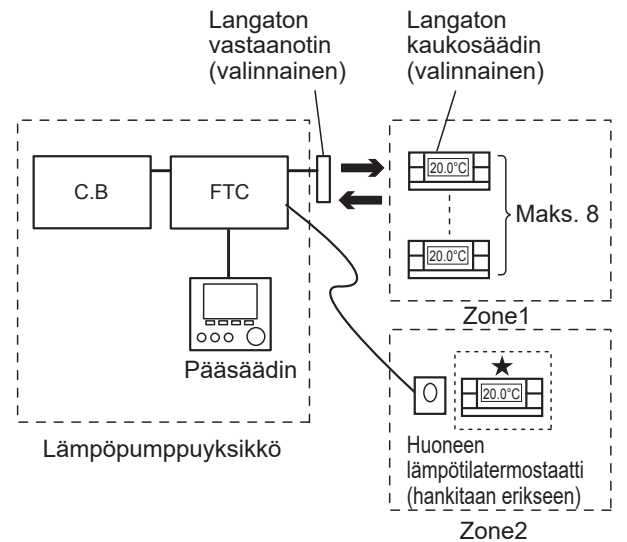 Langaton
vastaanotin
(valinnainen)
Langaton
kaukosäädin
(valinnainen)
C.B
FTC
20.0°C
Maks. 8
20.0°C
Zone1
Pääsäädin
Lämpöpumppuyksikkö
★
20.0°C
Huoneen
lämpötilatermostaatti
(hankitaan erikseen)
Zone2